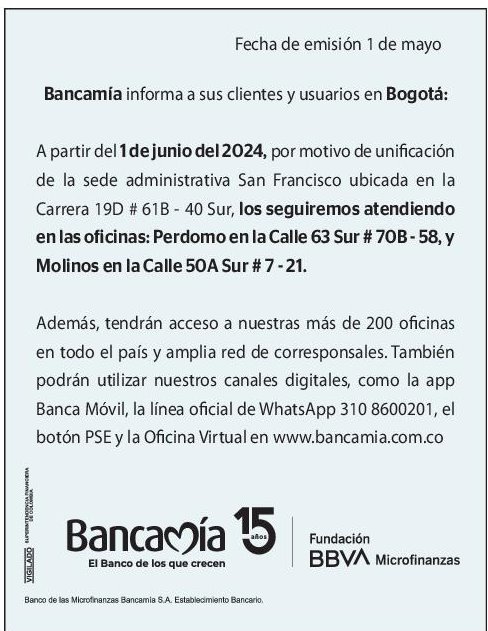 Fecha de emisión 1 de mayo
Bancamía informa a sus clientes y usuarios en Bogotá:
A partir del 1 de junio del 2024, por motivo de unificación
de la sede administrativa San Francisco ubicada en la
Carrera 19D # 61B - 40 Sur, los seguiremos atendiendo
en las oficinas: Perdomo en la Calle 63 Sur # 70B - 58, y
Molinos en la Calle 50A Sur # 7 - 21.
Además, tendrán acceso a nuestras más de 200 oficinas
en todo el país y amplia red de corresponsales. También
podrán utilizar nuestros canales digitales, como la app
Banca Móvil, la línea oficial de WhatsApp 310 8600201, el
botón PSE y la Oficina Virtual en www.bancamia.com.co
VIGILADO
SUPERINTENDENCIA FINANCIERA
DE COLOMBIA
Bancamía
El Banco de los que crecen
15
años
Fundación
BBVA Microfinanzas
Banco de las Microfinanzas Bancamía S.A. Establecimiento Bancario.